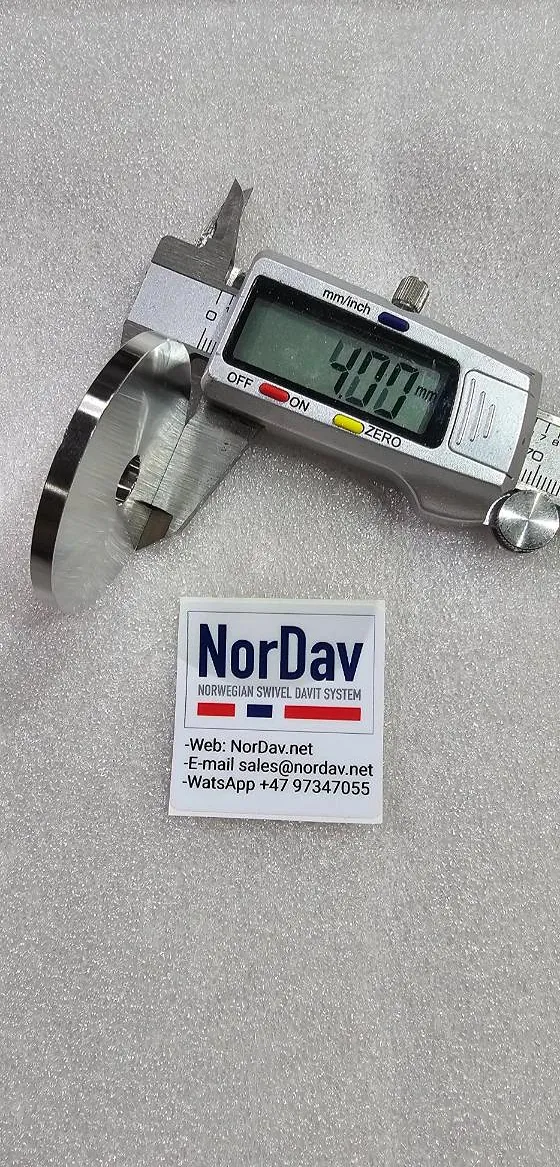 mm/inch
0
4.00 mm
OFF
ON
ZERO
70
NorDav
NORWEGIAN SWIVEL DAVIT SYSTEM
-Web: NorDav.net
-E-mail sales@nordav.net
-WatsApp +47 97347055